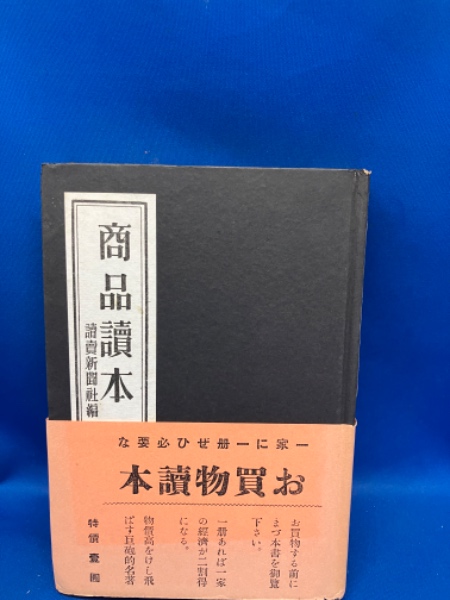 商品讀本
讀賣新聞社編
一家に一册ぜひ必要な
お買物讀本
お買物する前に
まづ本書を御覽
下さい。
一册あれば一家
の經濟が二割得
になる。
物價高をけし飛
ばす巨砲的名著
特價壹圓